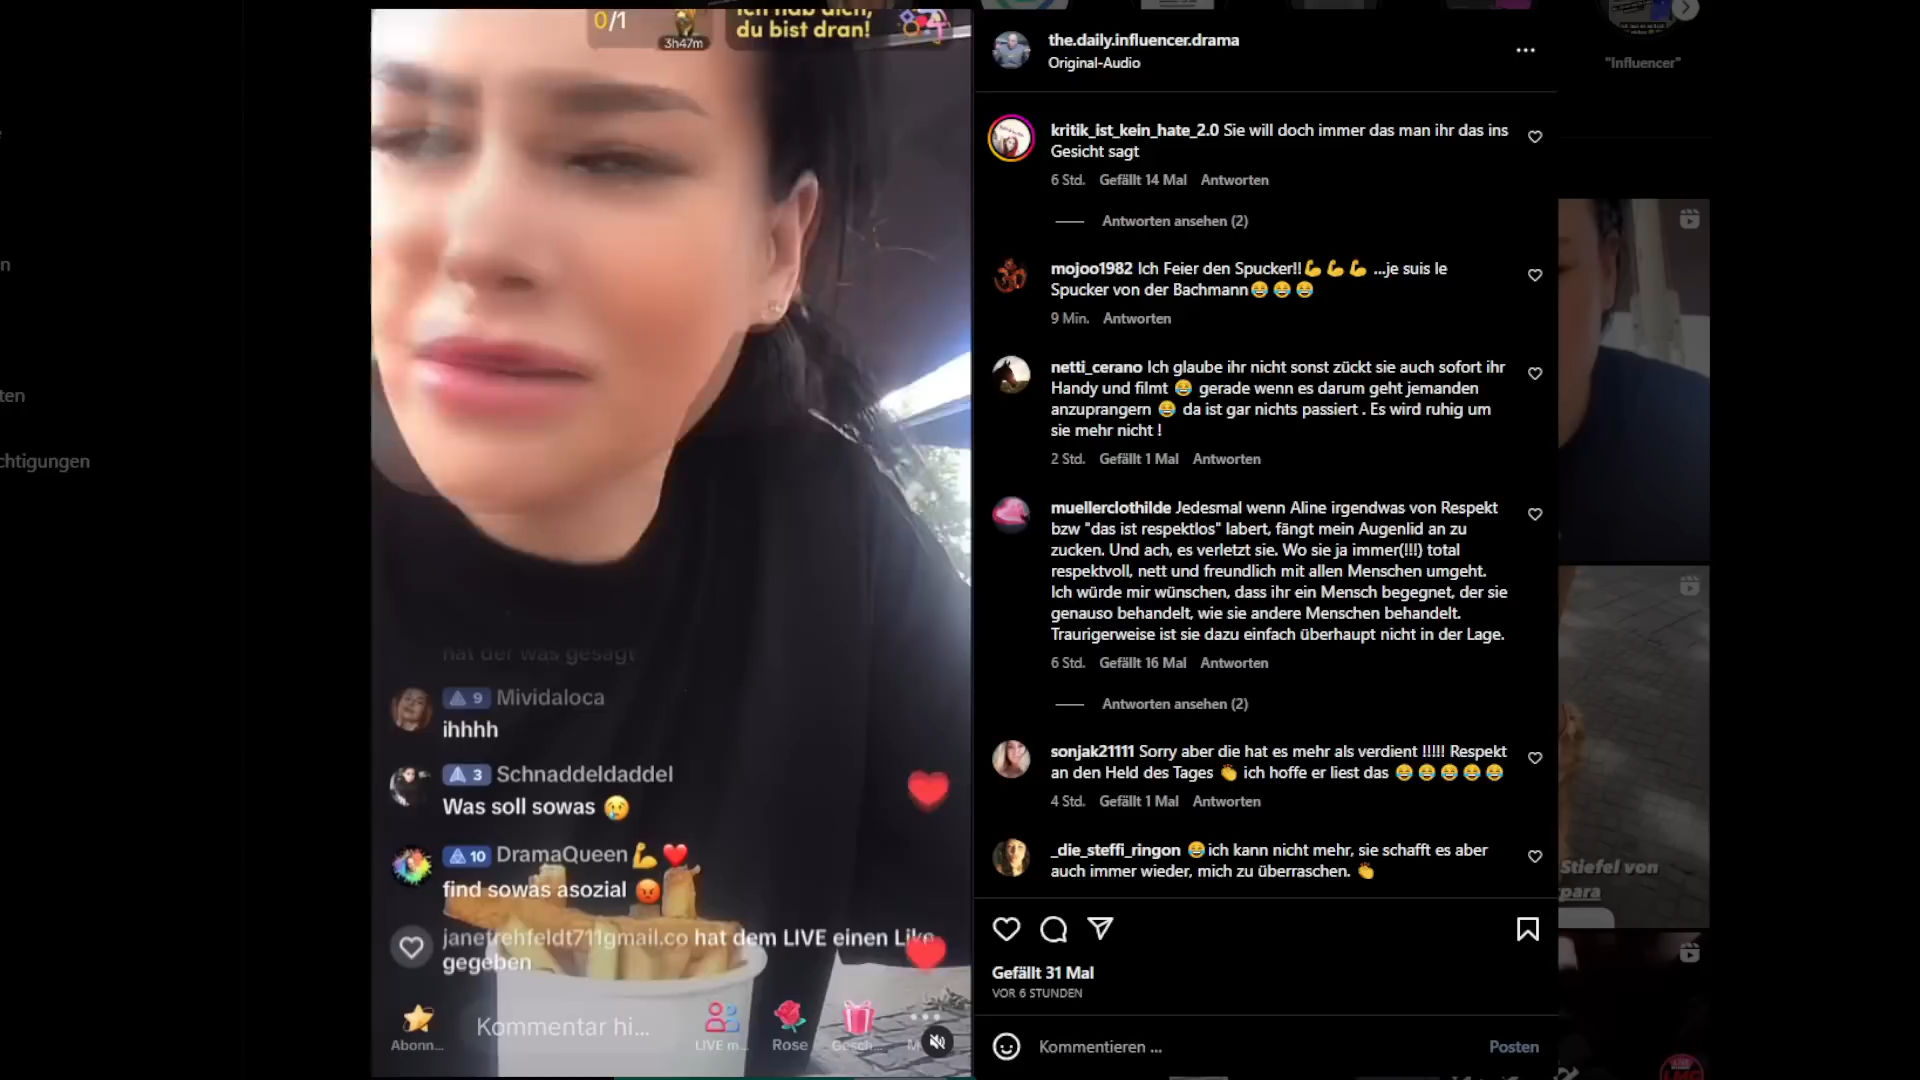 0/1
3h47m
ich hab dich,
du bist dran!
the.daily.influencer.drama
Original-Audio
"Influencer"
kritik_ist_kein_hate_2.0 Sie will doch immer das man ihr das ins
Gesicht sagt
6 Std. Gefällt 14 Mal Antworten
Antworten ansehen (2)
mojoo1982 Ich Feier den Spucker!!💪💪💪 ...je suis le
Spucker von der Bachmann😂😂😂
9 Min. Antworten
netti_cerano Ich glaube ihr nicht sonst zückt sie auch sofort ihr
Handy und filmt 😂 gerade wenn es darum geht jemanden
anzuprangern 😂 da ist gar nichts passiert . Es wird ruhig um
sie mehr nicht !
2 Std. Gefällt 1 Mal Antworten
muellerclothilde Jedesmal wenn Aline irgendwas von Respekt
bzw "das ist respektlos" labert, fängt mein Augenlid an zu
zucken. Und ach, es verletzt sie. Wo sie ja immer(!!!) total
respektvoll, nett und freundlich mit allen Menschen umgeht.
Ich würde mir wünschen, dass ihr ein Mensch begegnet, der sie
genauso behandelt, wie sie andere Menschen behandelt.
Traurigerweise ist sie dazu einfach überhaupt nicht in der Lage.
6 Std. Gefällt 16 Mal Antworten
Antworten ansehen (2)
sonjak21111 Sorry aber die hat es mehr als verdient !!!!! Respekt
an den Held des Tages 👏 ich hoffe er liest das 😂😂😂😂😂
4 Std. Gefällt 1 Mal Antworten
_die_steffi_ringon 😂ich kann nicht mehr, sie schafft es aber
auch immer wieder, mich zu überraschen. 👏
Gefällt 31 Mal
VOR 6 STUNDEN
Kommentieren ...
Posten
hat der was gesagt
9 Mividaloca
ihhhh
3 Schnaddeldaddel
Was soll sowas 😢
10 DramaQueen💪❤️
find sowas asozial 😡
janetrehfeldt711gmail.co hat dem LIVE einen Like
gegeben
Kommentar hi...
Abonn...
LIVE m...
Rose
Gesch...
M
n
ten
chtigungen
Stiefel von
para